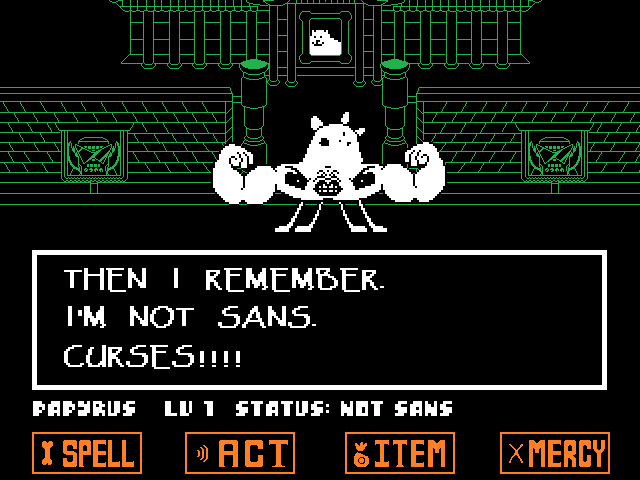 THEN I REMEMBER.
I'M NOT SANS.
CURSES!!!!
PAPYRUS LV 1 STATUS: NOT SANS
SPELL ACT ITEM MERCY